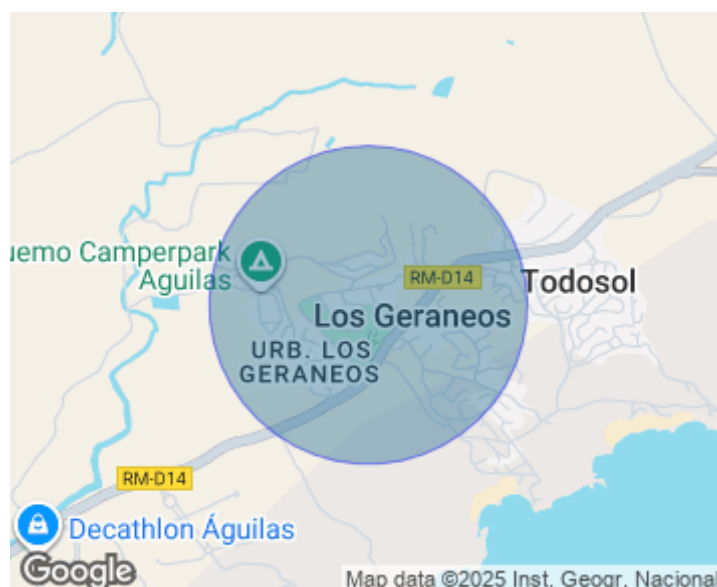 uemo Camperpark
Aguilas
RM-D14
Todosol
Los Geraneos
URB. LOS
GERANEOS
RM-D14
Decathlon Águilas
Google
Map data ©2025 Inst. Geogr. Nacional